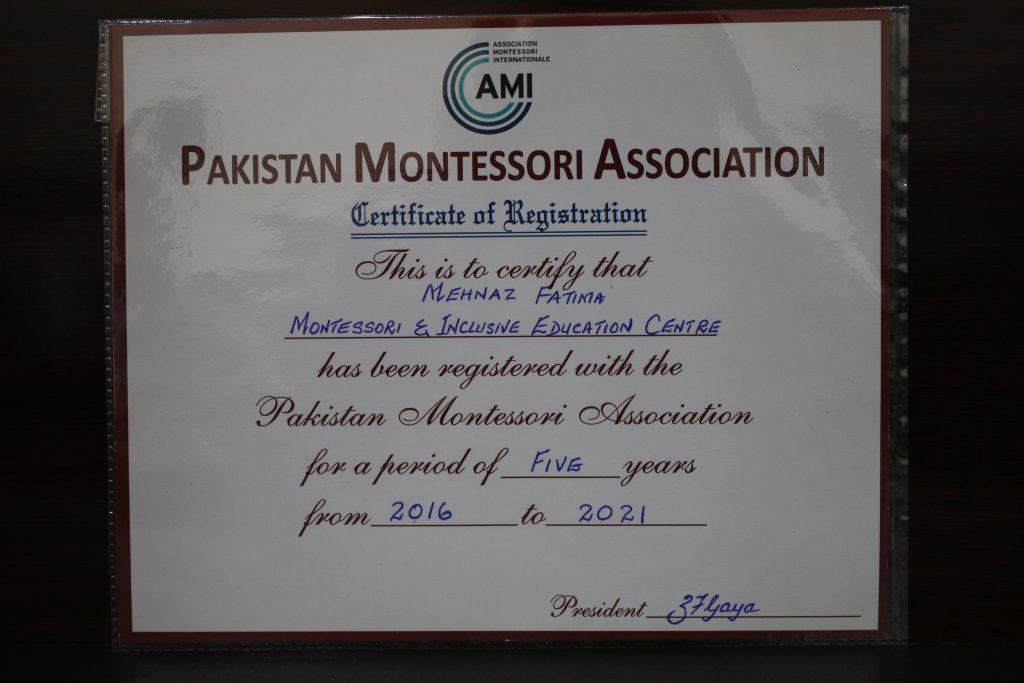 ASSOCIATION
MONTESSORI
INTERNATIONALE
AMI
PAKISTAN MONTESSORI ASSOCIATION
Certificate of Registration
This is to certify that
MEHNAZ FATIMA
MONTESSORI & INCLUSIVE EDUCATION CENTRE
has been registered with the
Pakistan Montessori Association
for a period of FIVE years
from 2016 to 2021
President